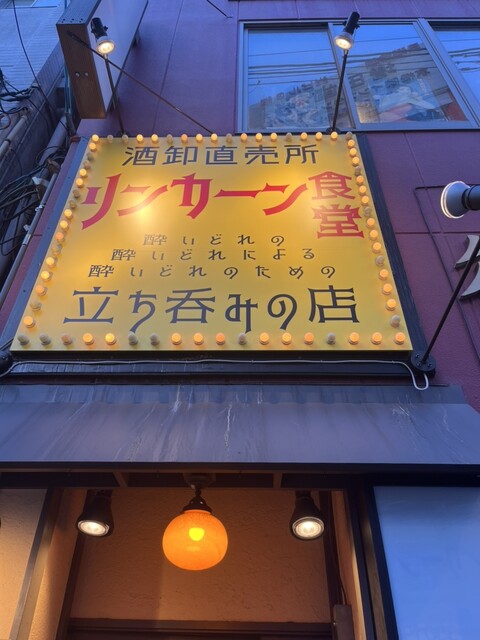 酒卸直売所
リンカーン食堂
酔いどれの
酔いどれによる
酔いどれのための
立ち呑みの店